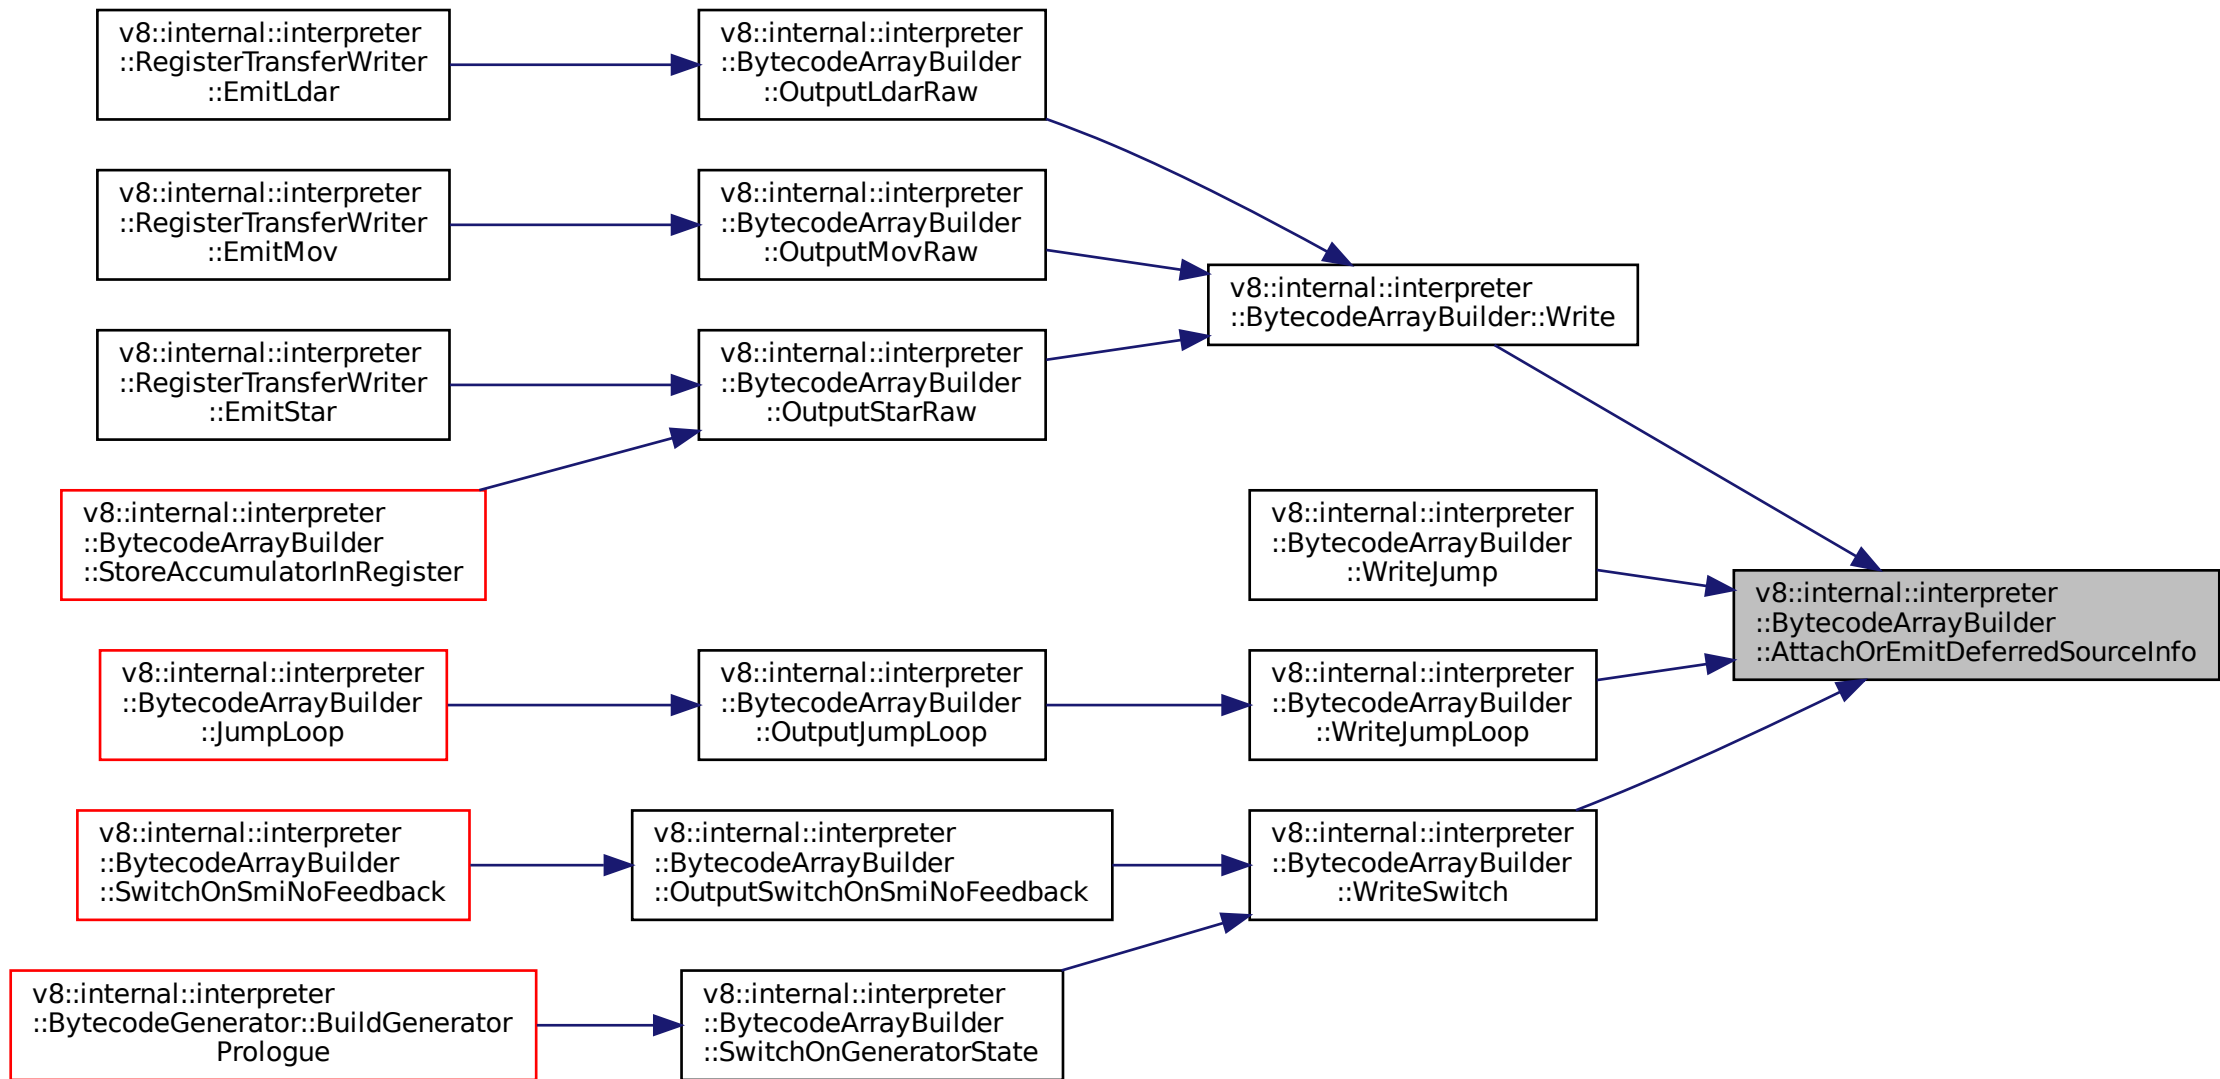 v8::internal::interpreter
::RegisterTransferWriter
::EmitLdar
v8::internal::interpreter
::BytecodeArrayBuilder
::OutputLdarRaw
v8::internal::interpreter
::RegisterTransferWriter
::EmitMov
v8::internal::interpreter
::BytecodeArrayBuilder
::OutputMovRaw
v8::internal::interpreter
::BytecodeArrayBuilder::Write
v8::internal::interpreter
::RegisterTransferWriter
::EmitStar
v8::internal::interpreter
::BytecodeArrayBuilder
::OutputStarRaw
v8::internal::interpreter
::BytecodeArrayBuilder
::StoreAccumulatorInRegister
v8::internal::interpreter
::BytecodeArrayBuilder
::WriteJump
v8::internal::interpreter
::BytecodeArrayBuilder
::AttachOrEmitDeferredSourceInfo
v8::internal::interpreter
::BytecodeArrayBuilder
::JumpLoop
v8::internal::interpreter
::BytecodeArrayBuilder
::OutputJumpLoop
v8::internal::interpreter
::BytecodeArrayBuilder
::WriteJumpLoop
v8::internal::interpreter
::BytecodeArrayBuilder
::SwitchOnSmiNoFeedback
v8::internal::interpreter
::BytecodeArrayBuilder
::OutputSwitchOnSmiNoFeedback
v8::internal::interpreter
::BytecodeArrayBuilder
::WriteSwitch
v8::internal::interpreter
::BytecodeGenerator::BuildGenerator
Prologue
v8::internal::interpreter
::BytecodeArrayBuilder
::SwitchOnGeneratorState